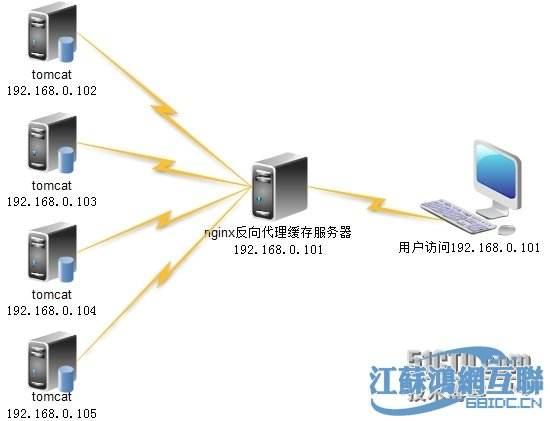 tomcat
192.168.0.102
tomcat
192.168.0.103
nginx反向代理缓存服务器
192.168.0.101
用户访问192.168.0.101
tomcat
192.168.0.104
tomcat
192.168.0.105
51CTO.com
江蘇鴻網互聯
68IDC.CN